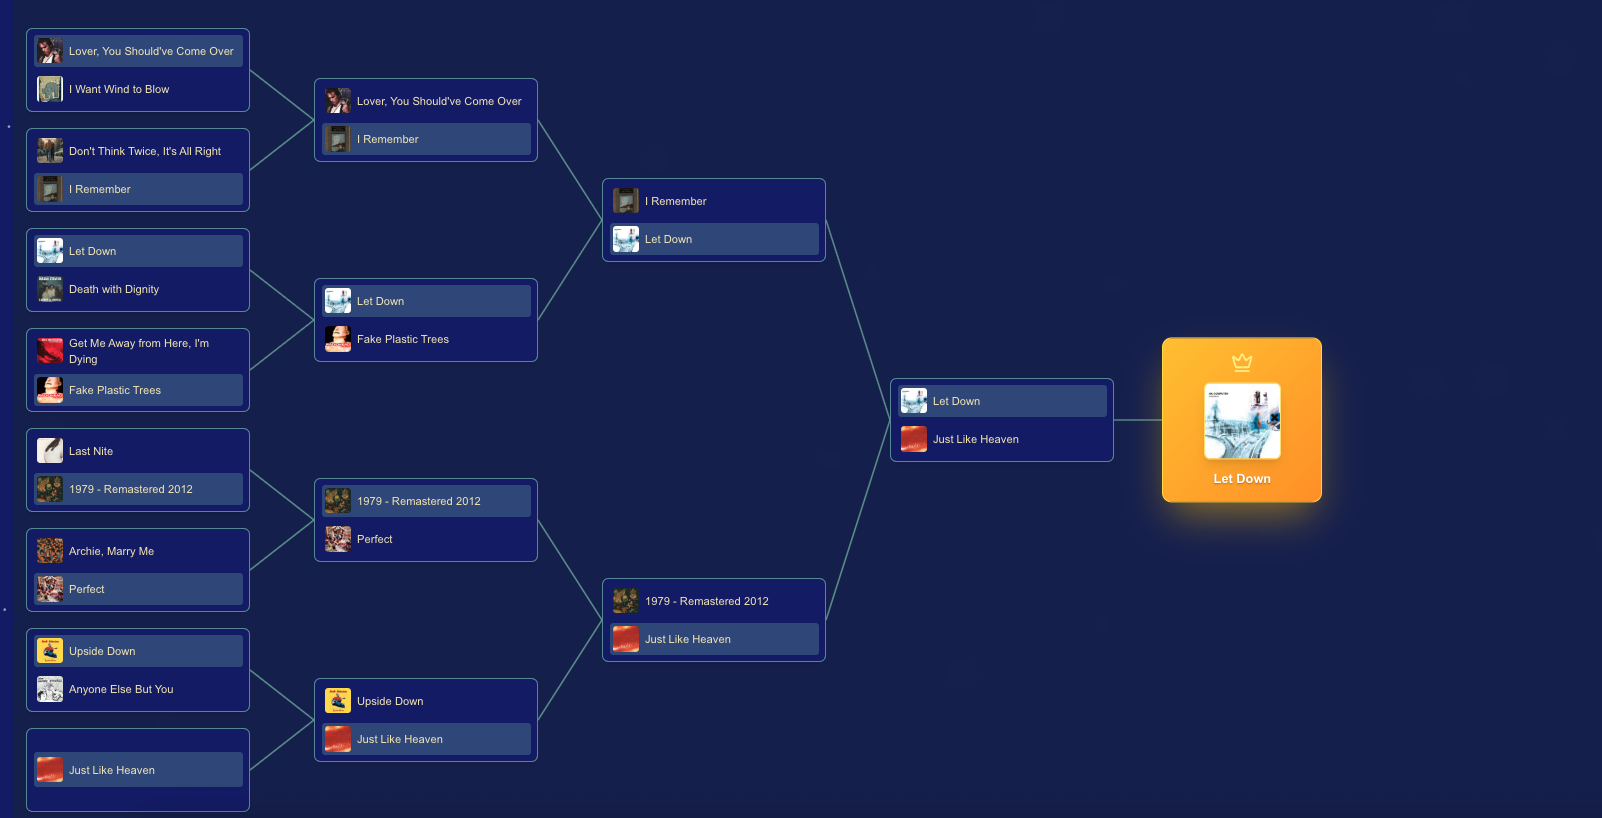 Lover, You Should've Come Over
I Want Wind to Blow
Don't Think Twice, It's All Right
I Remember
Let Down
Death with Dignity
Get Me Away from Here, I'm
Dying
Fake Plastic Trees
Last Nite
1979 - Remastered 2012
Archie, Marry Me
Perfect
Upside Down
Anyone Else But You
Just Like Heaven
Lover, You Should've Come Over
I Remember
Let Down
Fake Plastic Trees
1979 - Remastered 2012
Perfect
Upside Down
Just Like Heaven
I Remember
Let Down
1979 - Remastered 2012
Just Like Heaven
Let Down
Just Like Heaven
Let Down